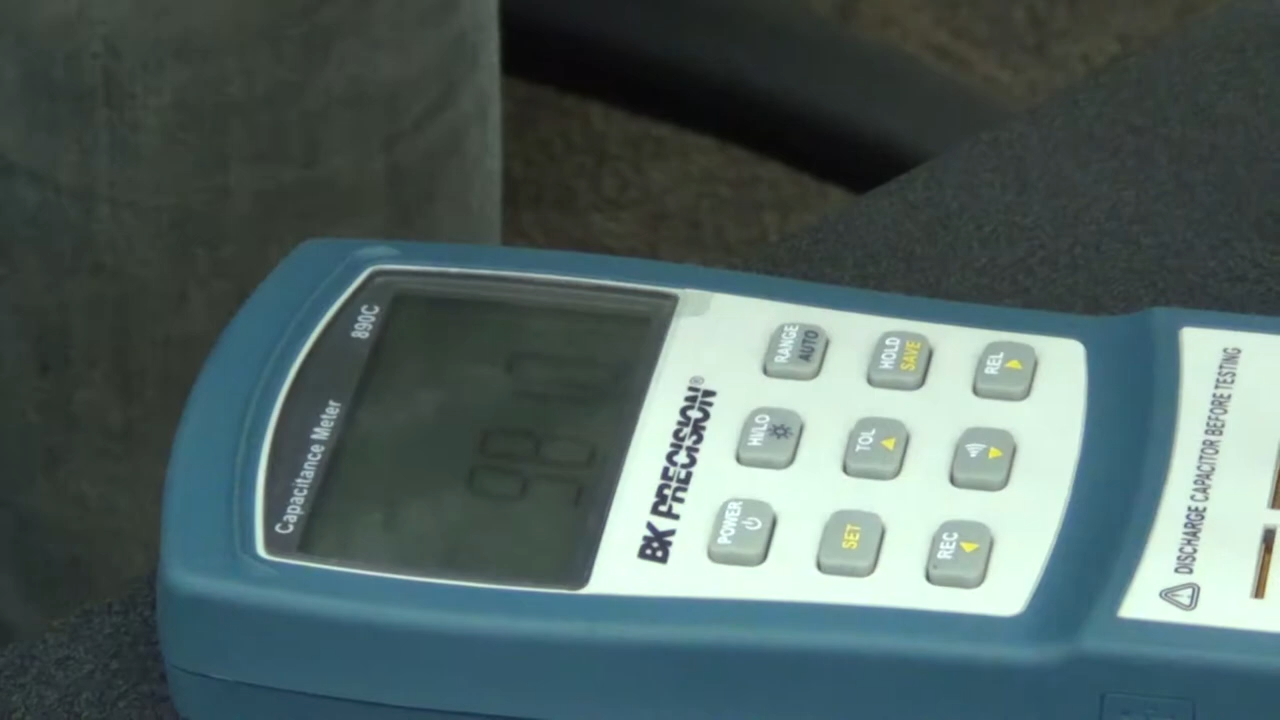 Capacitance Meter 890C
BK PRECISION®
POWER
HI/LO
RANGE
AUTO
SET
TOL
HOLD
SAVE
REC
REL
DISCHARGE CAPACITOR BEFORE TESTING